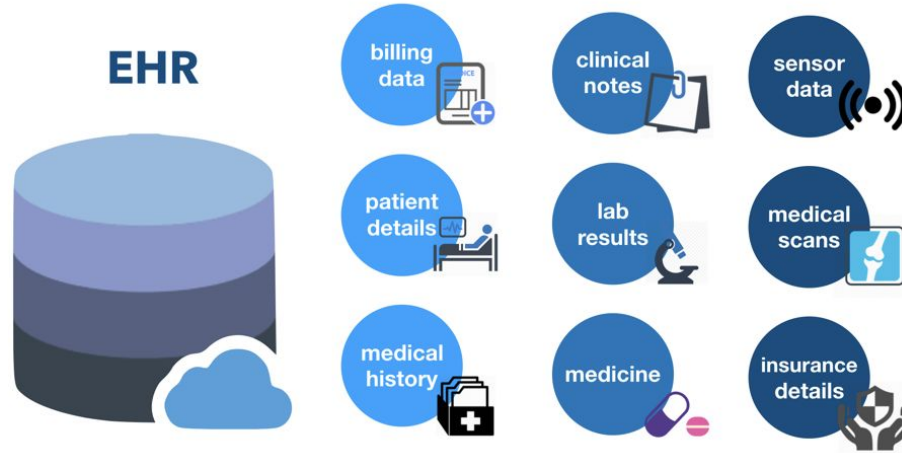 EHR
billing
data
clinical
notes
sensor
data
patient
details
lab
results
medical
scans
medical
history
medicine
insurance
details